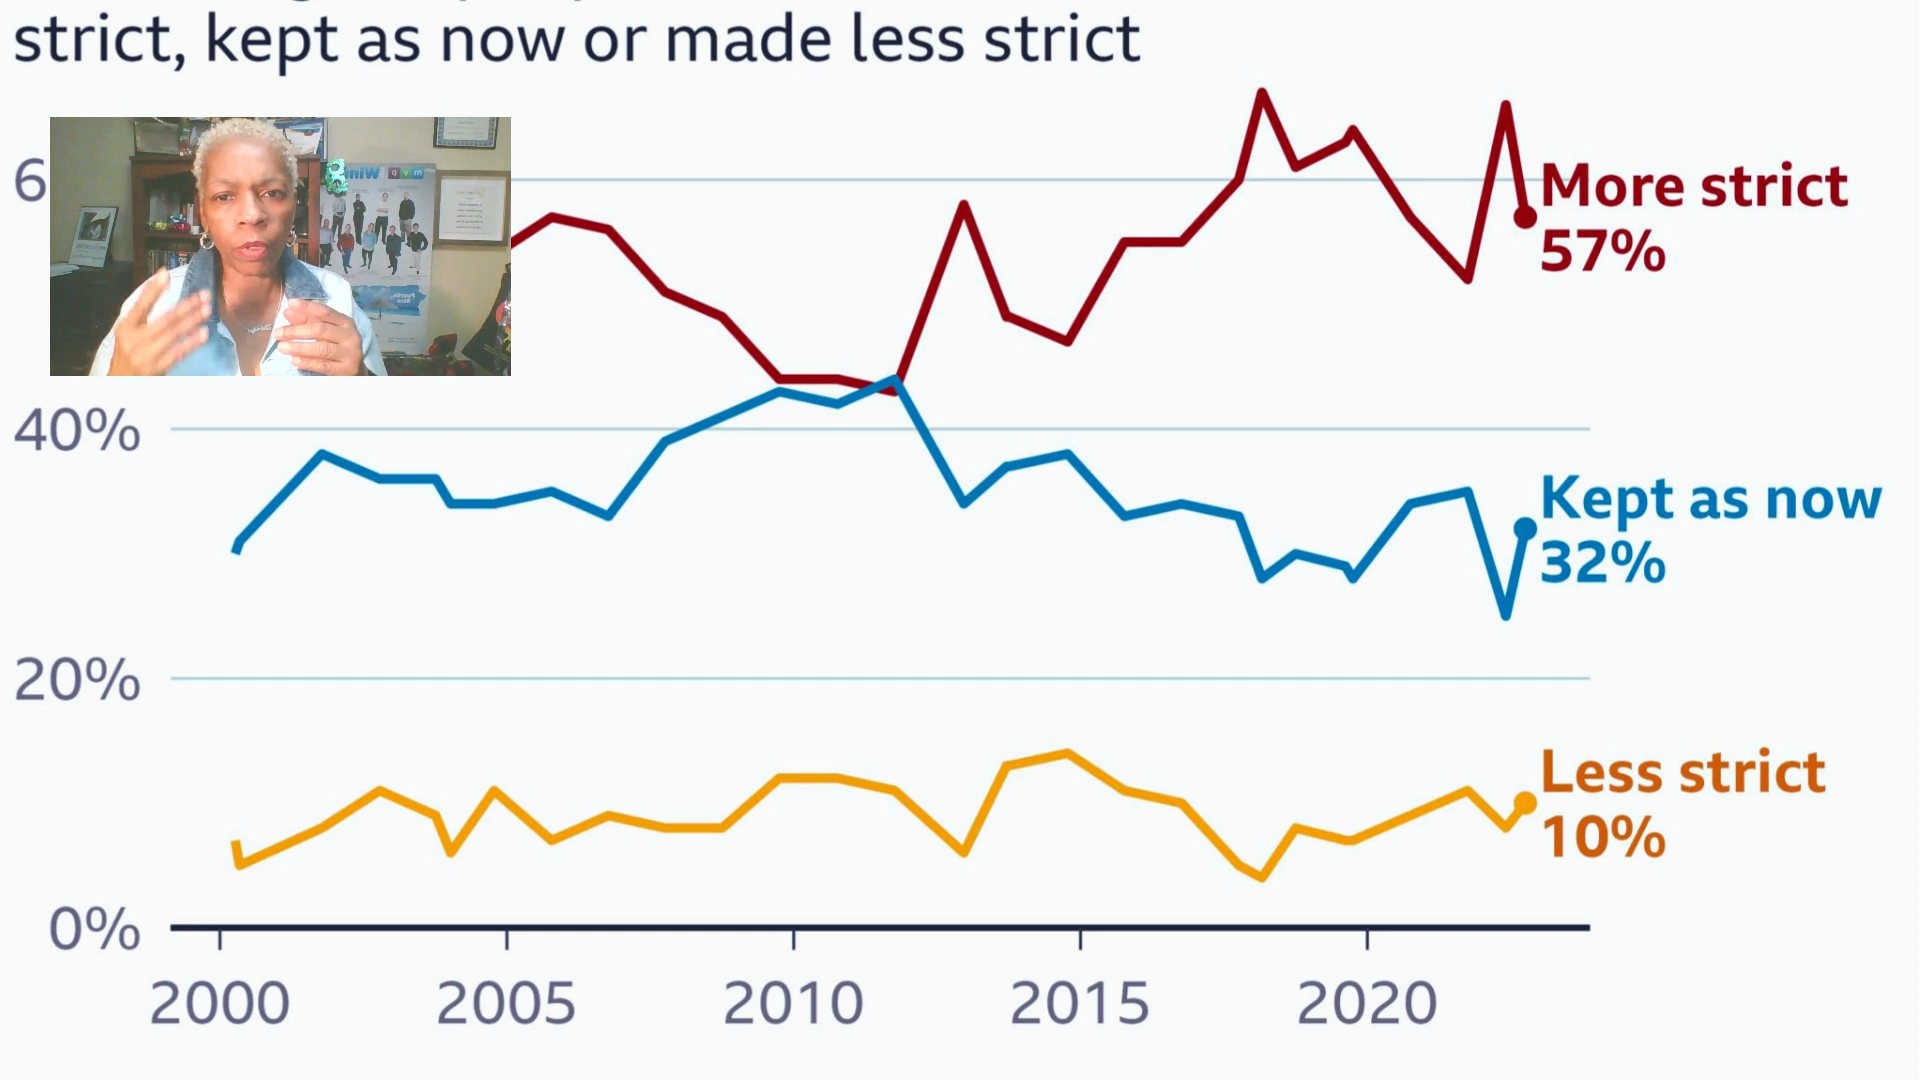 strict, kept as now or made less strict
6
More strict
57%
40%
Kept as now
32%
20%
Less strict
10%
0%
2000 2005 2010 2015 2020